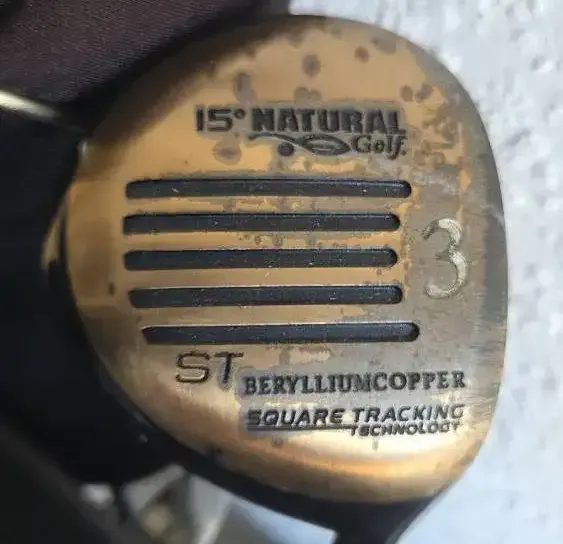 15° NATURAL
Golf.
3
ST BERYLLIUMCOPPER
SQUARE TRACKING
TECHNOLOGY